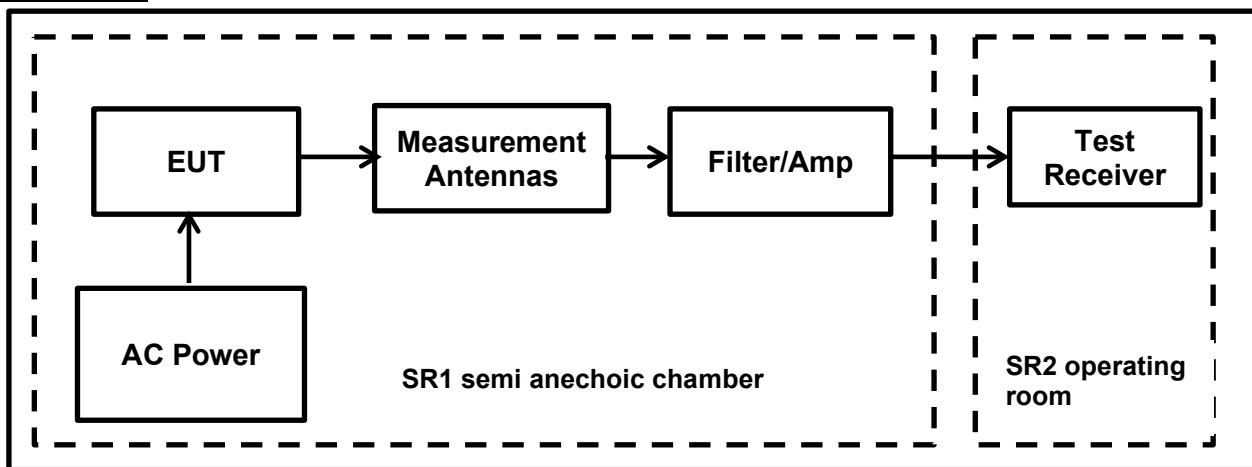 EUT
Measurement
Antennas
Filter/Amp
Test
Receiver
AC Power
SR1 semi anechoic chamber
SR2 operating
room